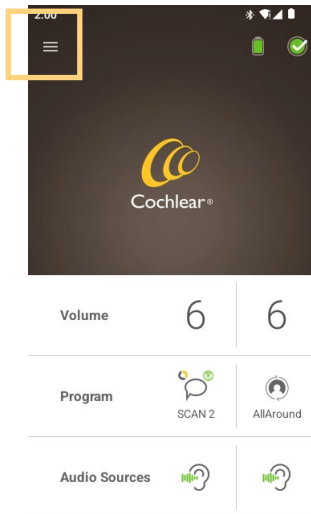 2:00
Cochlear®
Volume 6 6
Program SCAN 2 AllAround
Audio Sources